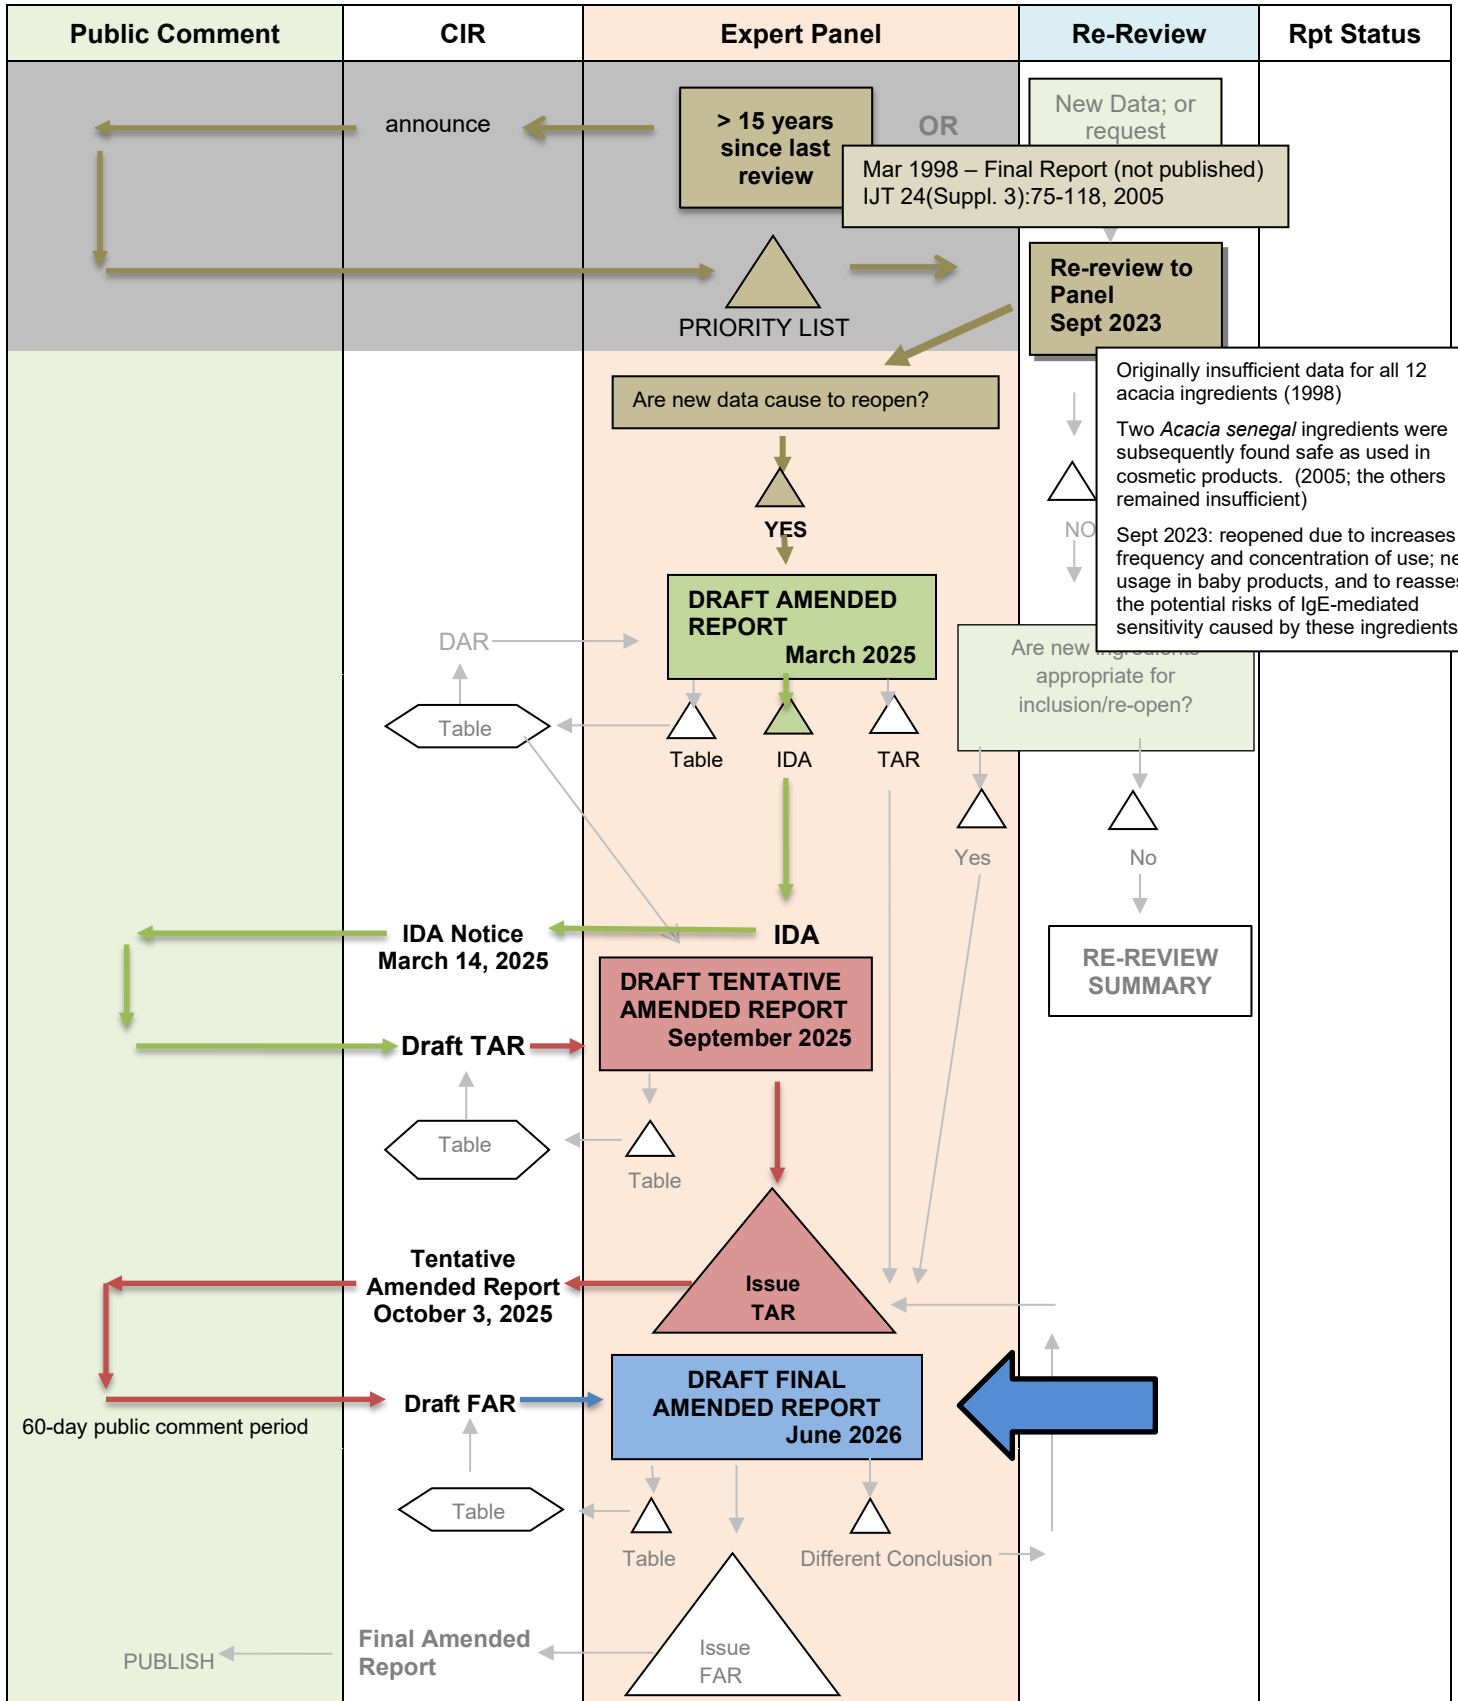 Public Comment
CIR
Expert Panel
Re-Review
Rpt Status
announce
> 15 years
since last
review
OR
New Data; or
request
Mar 1998 – Final Report (not published)
IJT 24(Suppl. 3):75-118, 2005
PRIORITY LIST
Re-review to
Panel
Sept 2023
Are new data cause to reopen?
YES
Originally insufficient data for all 12
acacia ingredients (1998)
Two Acacia senegal ingredients were
subsequently found safe as used in
cosmetic products. (2005; the others
remained insufficient)
Sept 2023: reopened due to increases
frequency and concentration of use;
usage in baby products, and to
the potential risks of IgE-mediated
sensitivity caused by these ingredients
NO
DRAFT AMENDED
REPORT
March 2025
DAR
Table
Table
IDA
TAR
Are new ingredients
appropriate for
inclusion/re-open?
Yes
No
RE-REVIEW
SUMMARY
IDA
IDA Notice
March 14, 2025
DRAFT TENTATIVE
AMENDED REPORT
September 2025
Draft TAR
Table
Table
Issue
TAR
Tentative
Amended Report
October 3, 2025
DRAFT FINAL
AMENDED REPORT
June 2026
Draft FAR
60-day public comment period
Table
Table
Different Conclusion
Issue
FAR
Final Amended
Report
PUBLISH